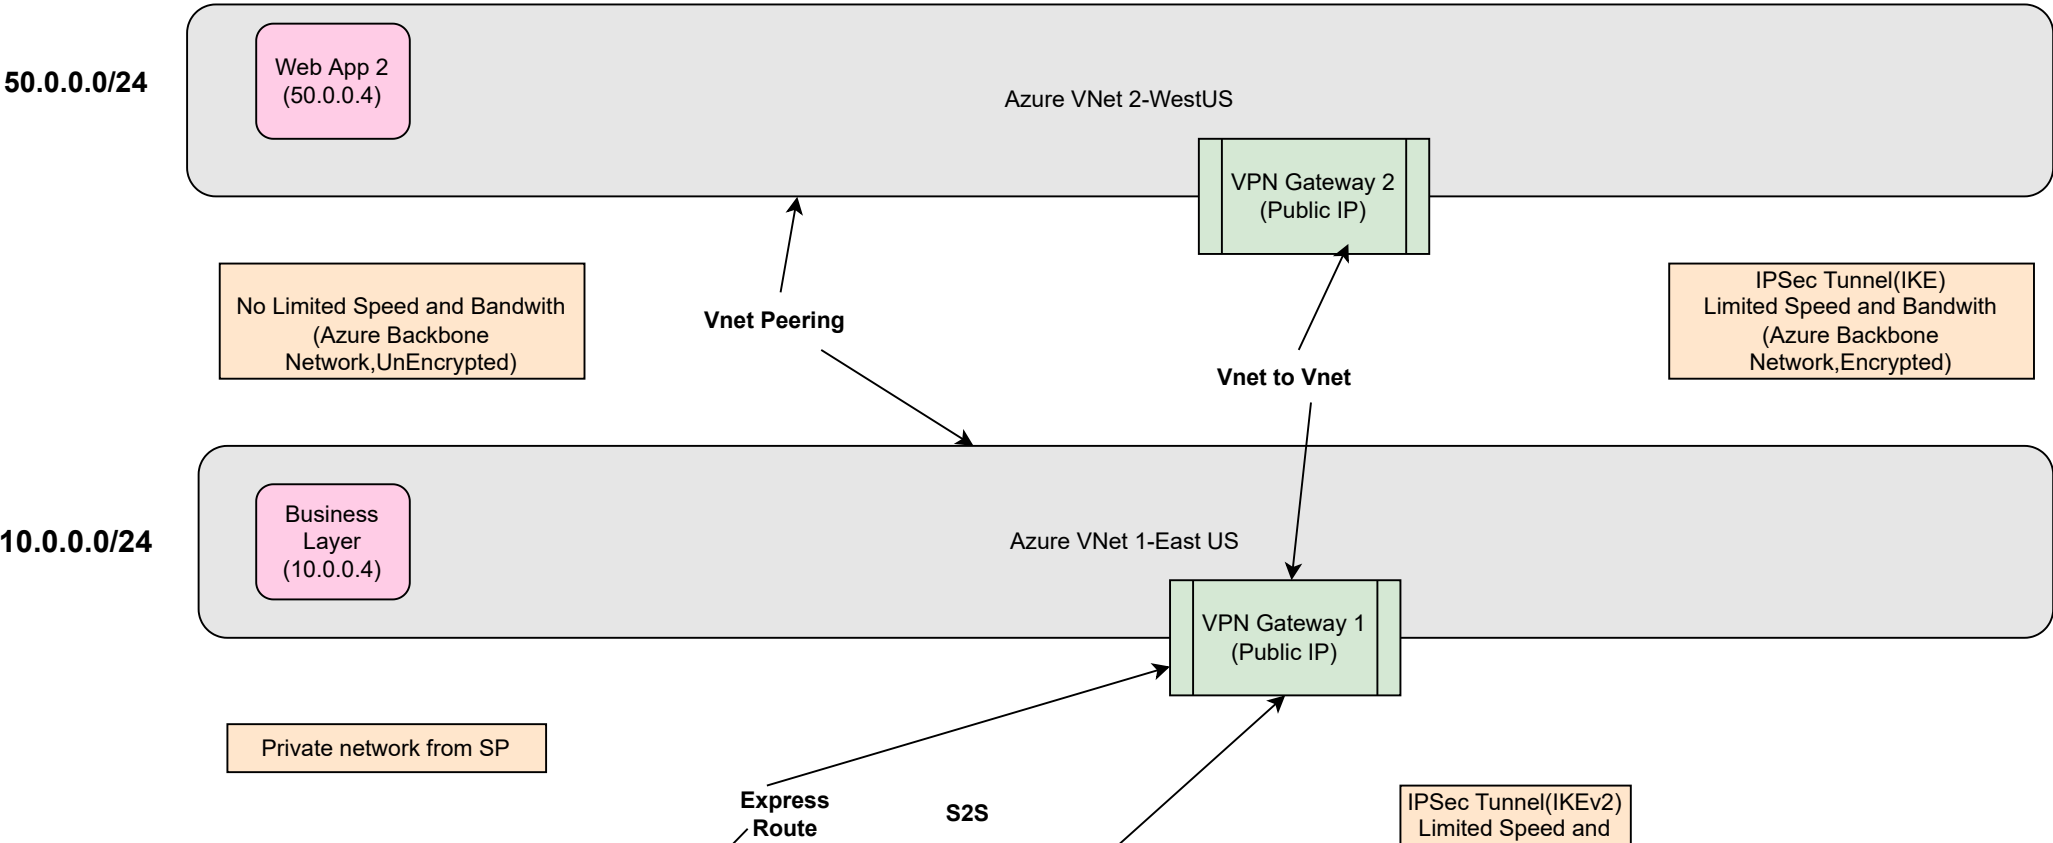 Web App 2
(50.0.0.4)
50.0.0.0/24
Azure VNet 2-WestUS
VPN Gateway 2
(Public IP)
No Limited Speed and Bandwith
(Azure Backbone
Network,UnEncrypted)
Vnet Peering
Vnet to Vnet
IPSec Tunnel(IKE)
Limited Speed and Bandwith
(Azure Backbone
Network,Encrypted)
Business
Layer
(10.0.0.4)
10.0.0.0/24
Azure VNet 1-East US
VPN Gateway 1
(Public IP)
Private network from SP
Express
Route
S2S
IPSec Tunnel(IKEv2)
Limited Speed and